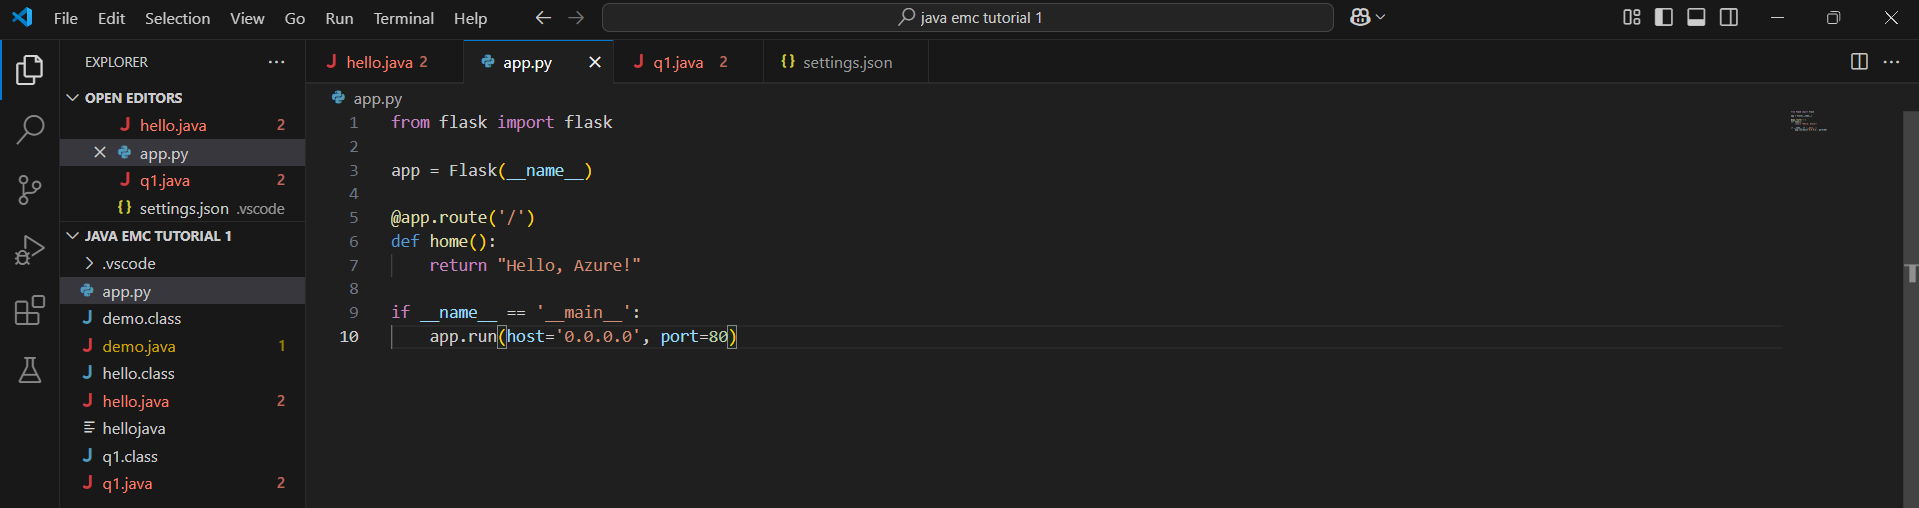 File Edit Selection View Go Run Terminal Help
java emc tutorial 1
EXPLORER
OPEN EDITORS
hello.java 2
app.py
q1.java 2
settings.json .vscode
JAVA EMC TUTORIAL 1
.vscode
app.py
demo.class
demo.java 1
hello.class
hello.java 2
hellojava
q1.class
q1.java 2
hello.java 2 app.py q1.java 2 settings.json
app.py
1 from flask import flask
2
3 app = Flask(__name__)
4
5 @app.route('/')
6 def home():
7 return "Hello, Azure!"
8
9 if __name__ == '__main__':
10 app.run(host='0.0.0.0', port=80)